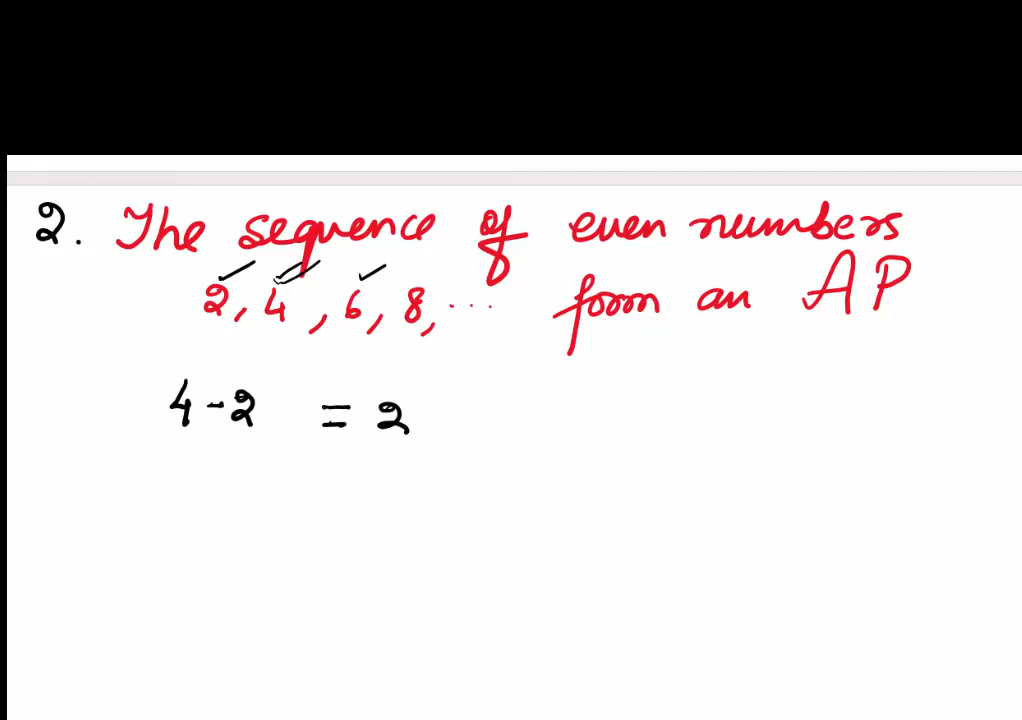 2. The sequence of even numbers
2, 4, 6, 8, ... form an AP
4-2 = 2